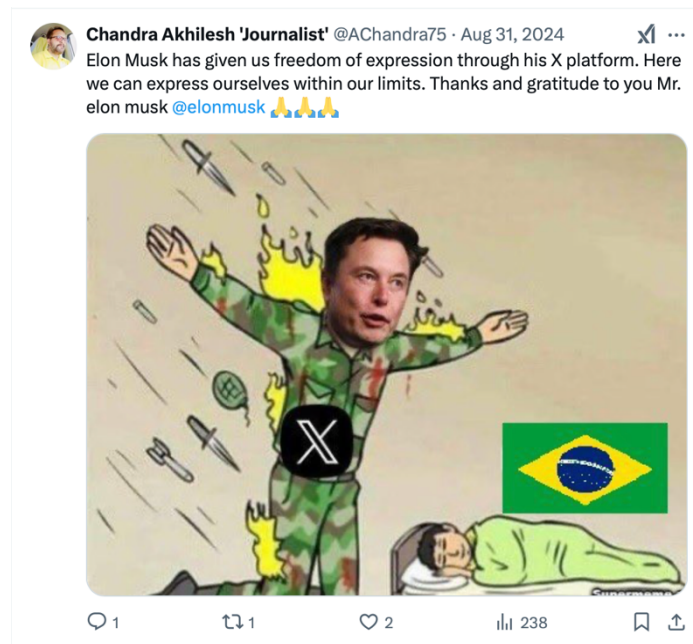 Chandra Akhilesh 'Journalist' @AChandra75 · Aug 31, 2024
Elon Musk has given us freedom of expression through his X platform. Here
we can express ourselves within our limits. Thanks and gratitude to you Mr.
elon musk @elonmusk 🙏🙏🙏
X
1
1
2
238